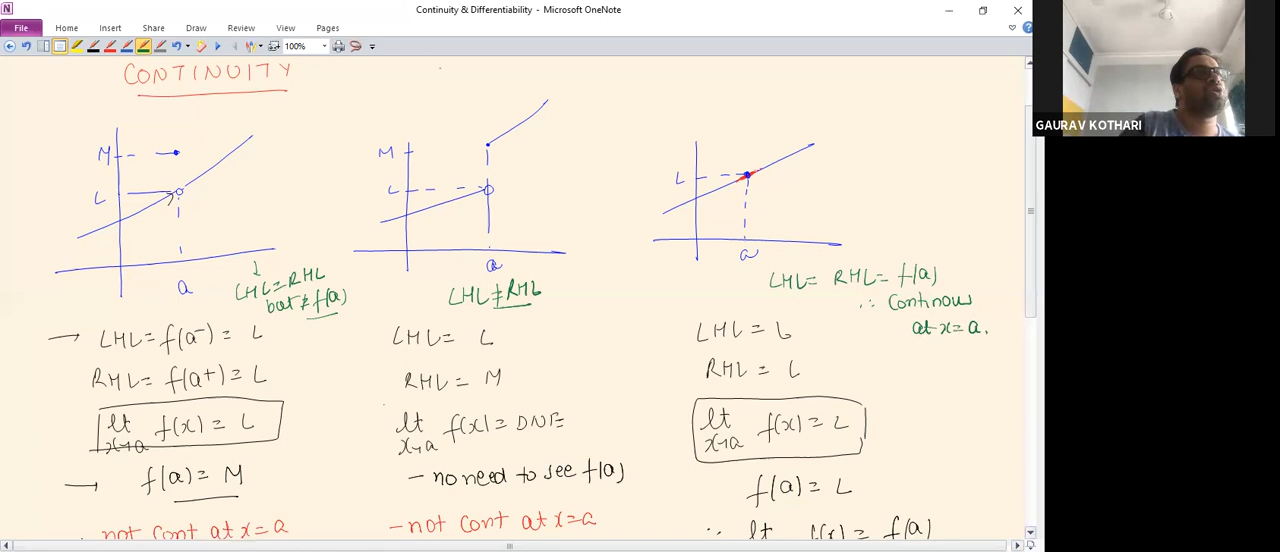 Continuity & Differentiability - Microsoft OneNote
File Home Insert Share Draw Review View
100%
GAURAV KOTHARI
CONTINUITY
M
L
a
LHL=RHL
but ≠ f(a)
→ LHL = f(a-) = L
RHL = f(a+) = L
lt x→a f(x) = L
→ f(a) = M
not cont at x=a
M
L
a
LHL ≠ RHL
LHL = L
RHL = M
lt x→a f(x) = DNE
- no need to see f(a)
- not cont at x=a
L
a
LHL = RHL = f(a)
∴ Continous
at x=a.
LHL = L
RHL = L
lt x→a f(x) = L
f(a) = L
∴ lt f(x) = f(a)